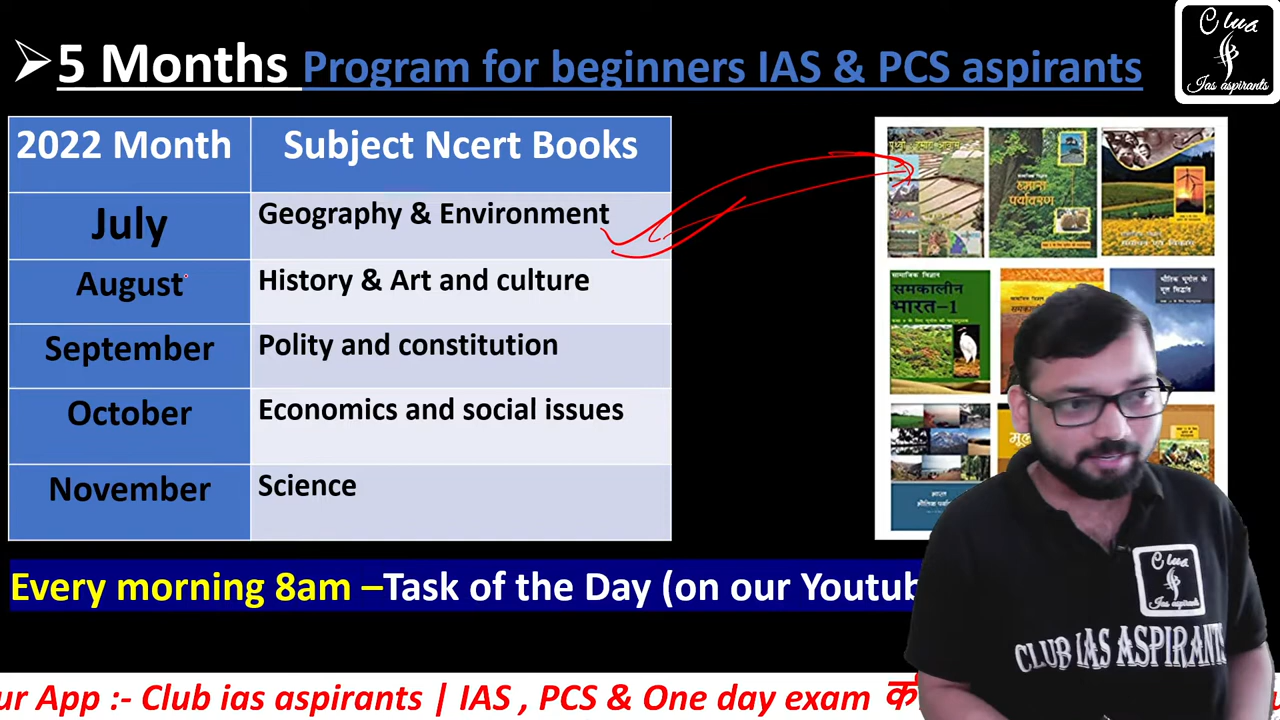 ➢5 Months Program for beginners IAS & PCS aspirants
Club
Ias aspirants
2022 Month Subject Ncert Books
July Geography & Environment
August History & Art and culture
September Polity and constitution
October Economics and social issues
November Science
हमारा
पर्यावरण
सामाजिक विज्ञान
समकालीन
भारत-1
भौतिक भूगोल के
मूल सिद्धांत
Every morning 8am –Task of the Day (on our Youtub
Ias aspirants
CLUB IAS ASPIRANTS
ur App :- Club ias aspirants | IAS , PCS & One day exam की